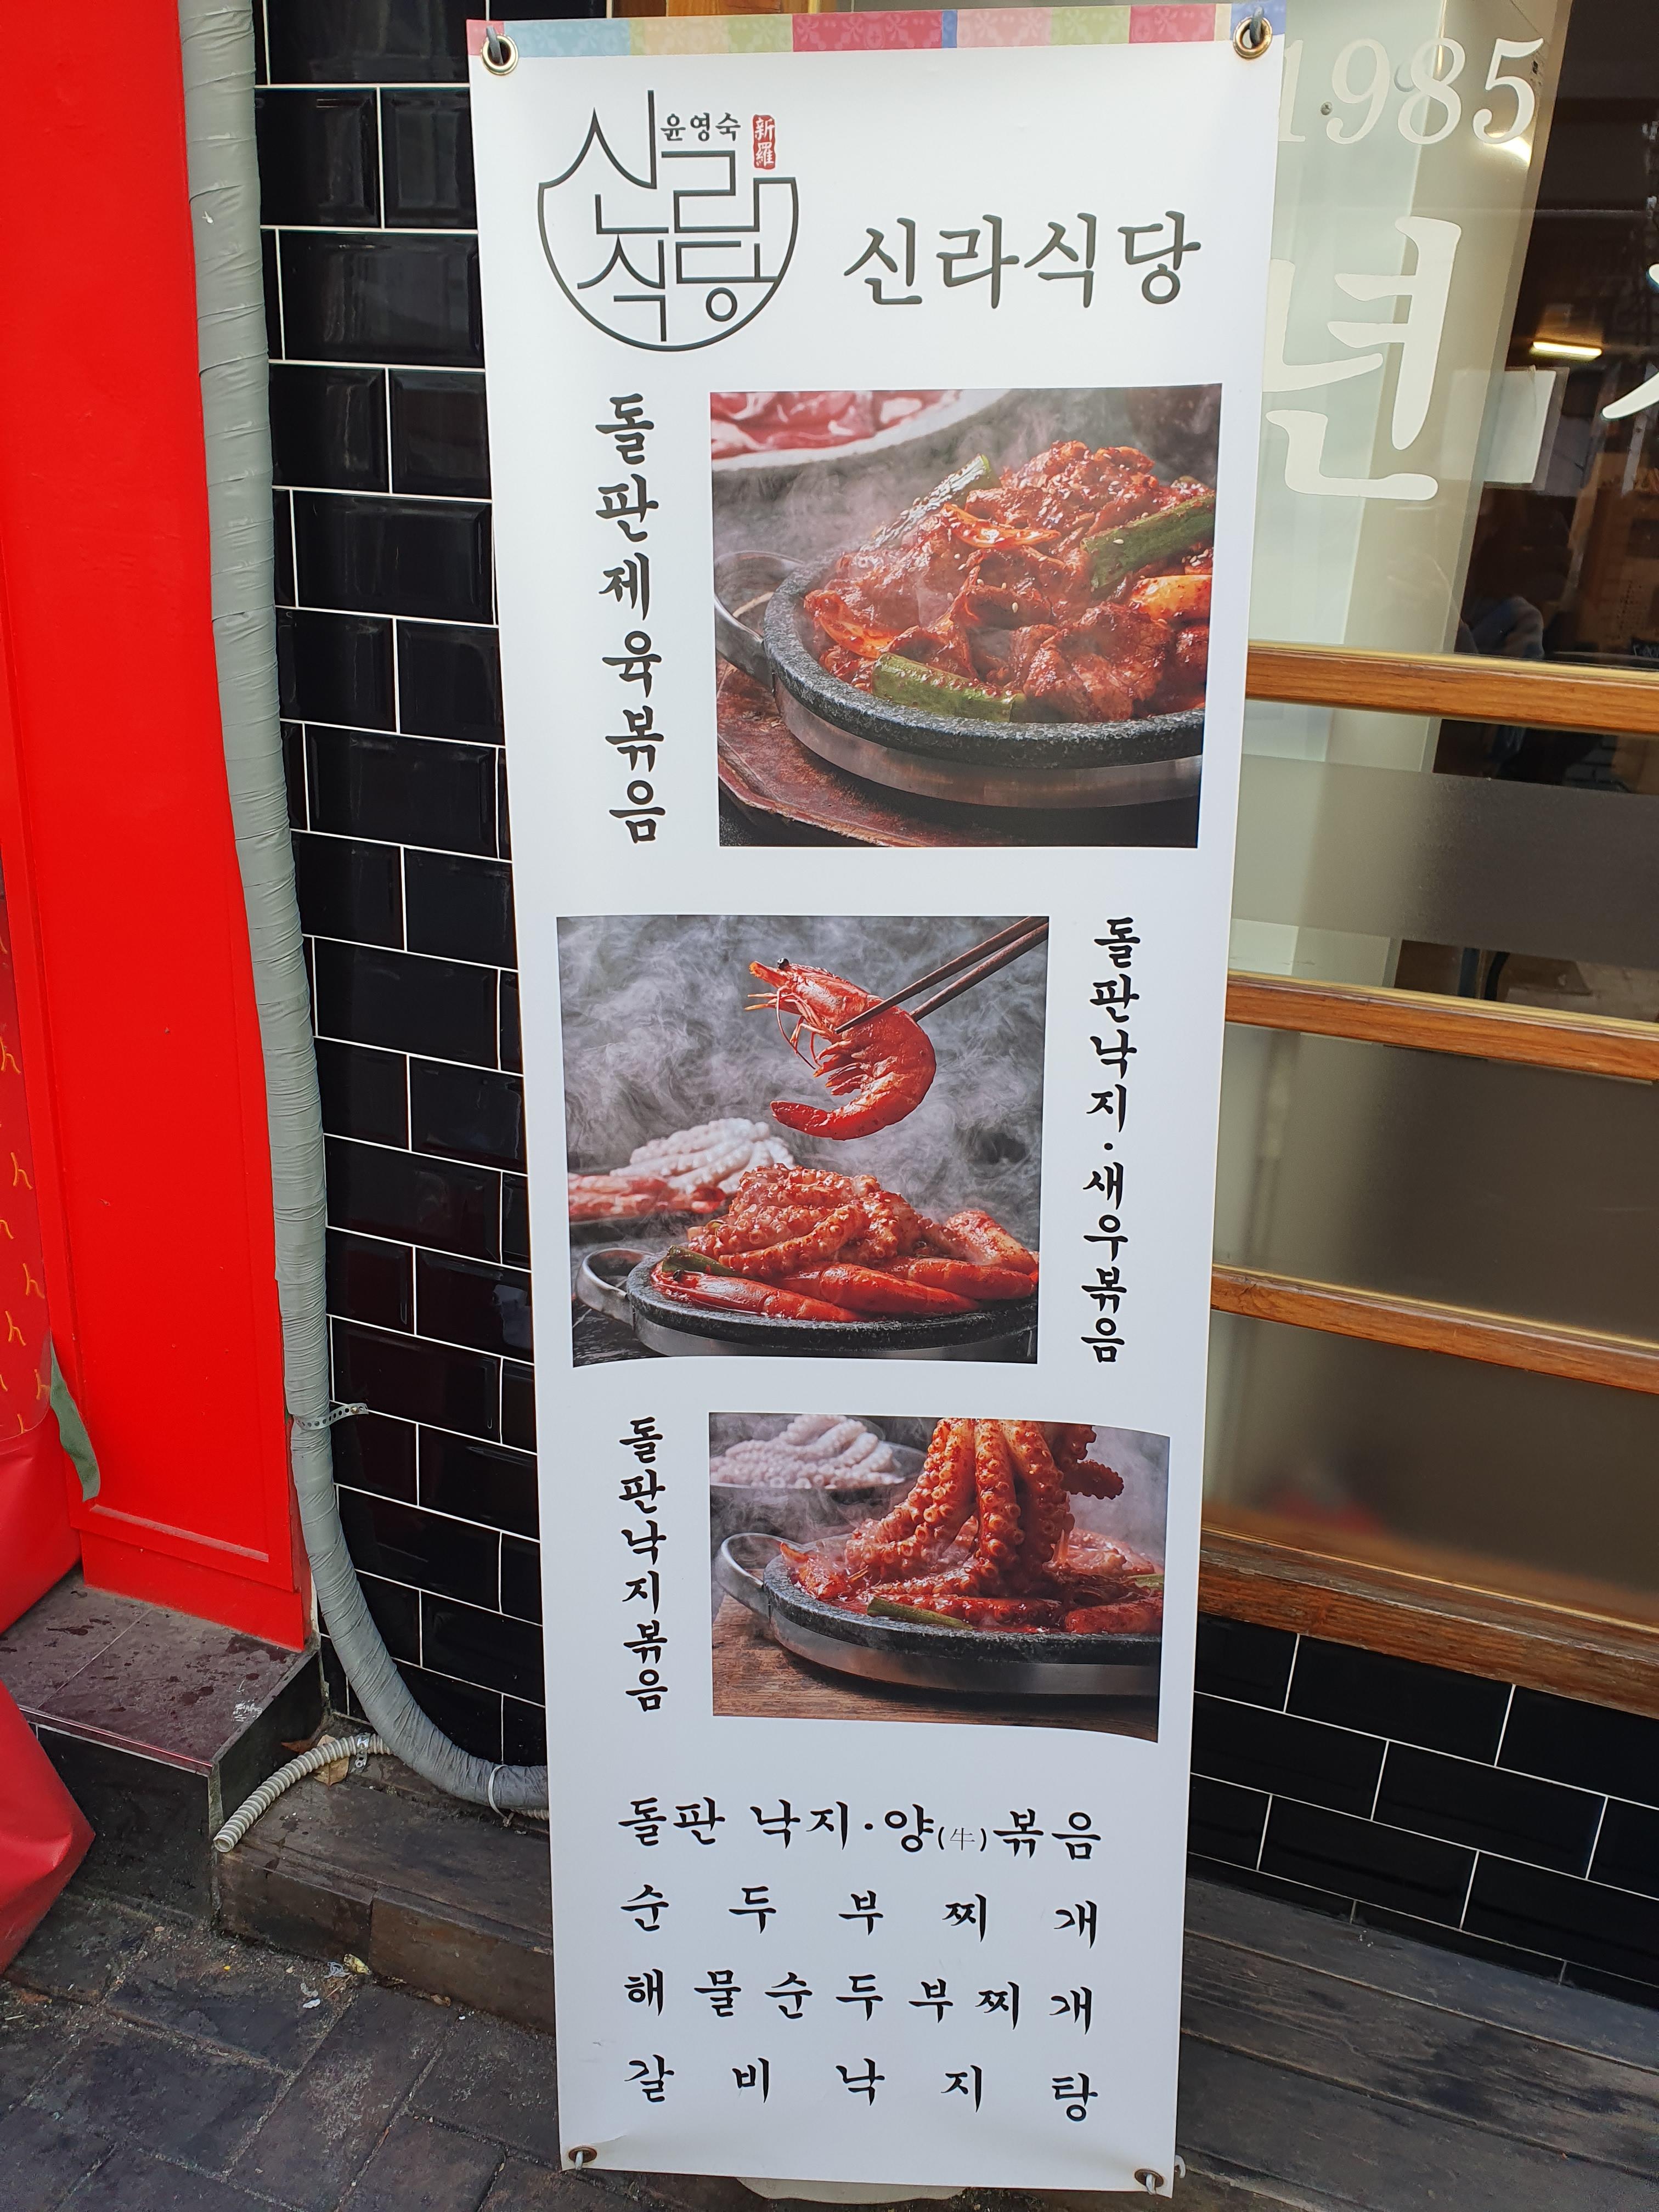 윤영숙
新羅
신라
식당
신라식당
돌판제육볶음
돌판낙지·새우볶음
돌판낙지볶음
돌판 낙지·양(牛)볶음
순두부찌개
해물순두부찌개
갈비낙지탕
1985
년